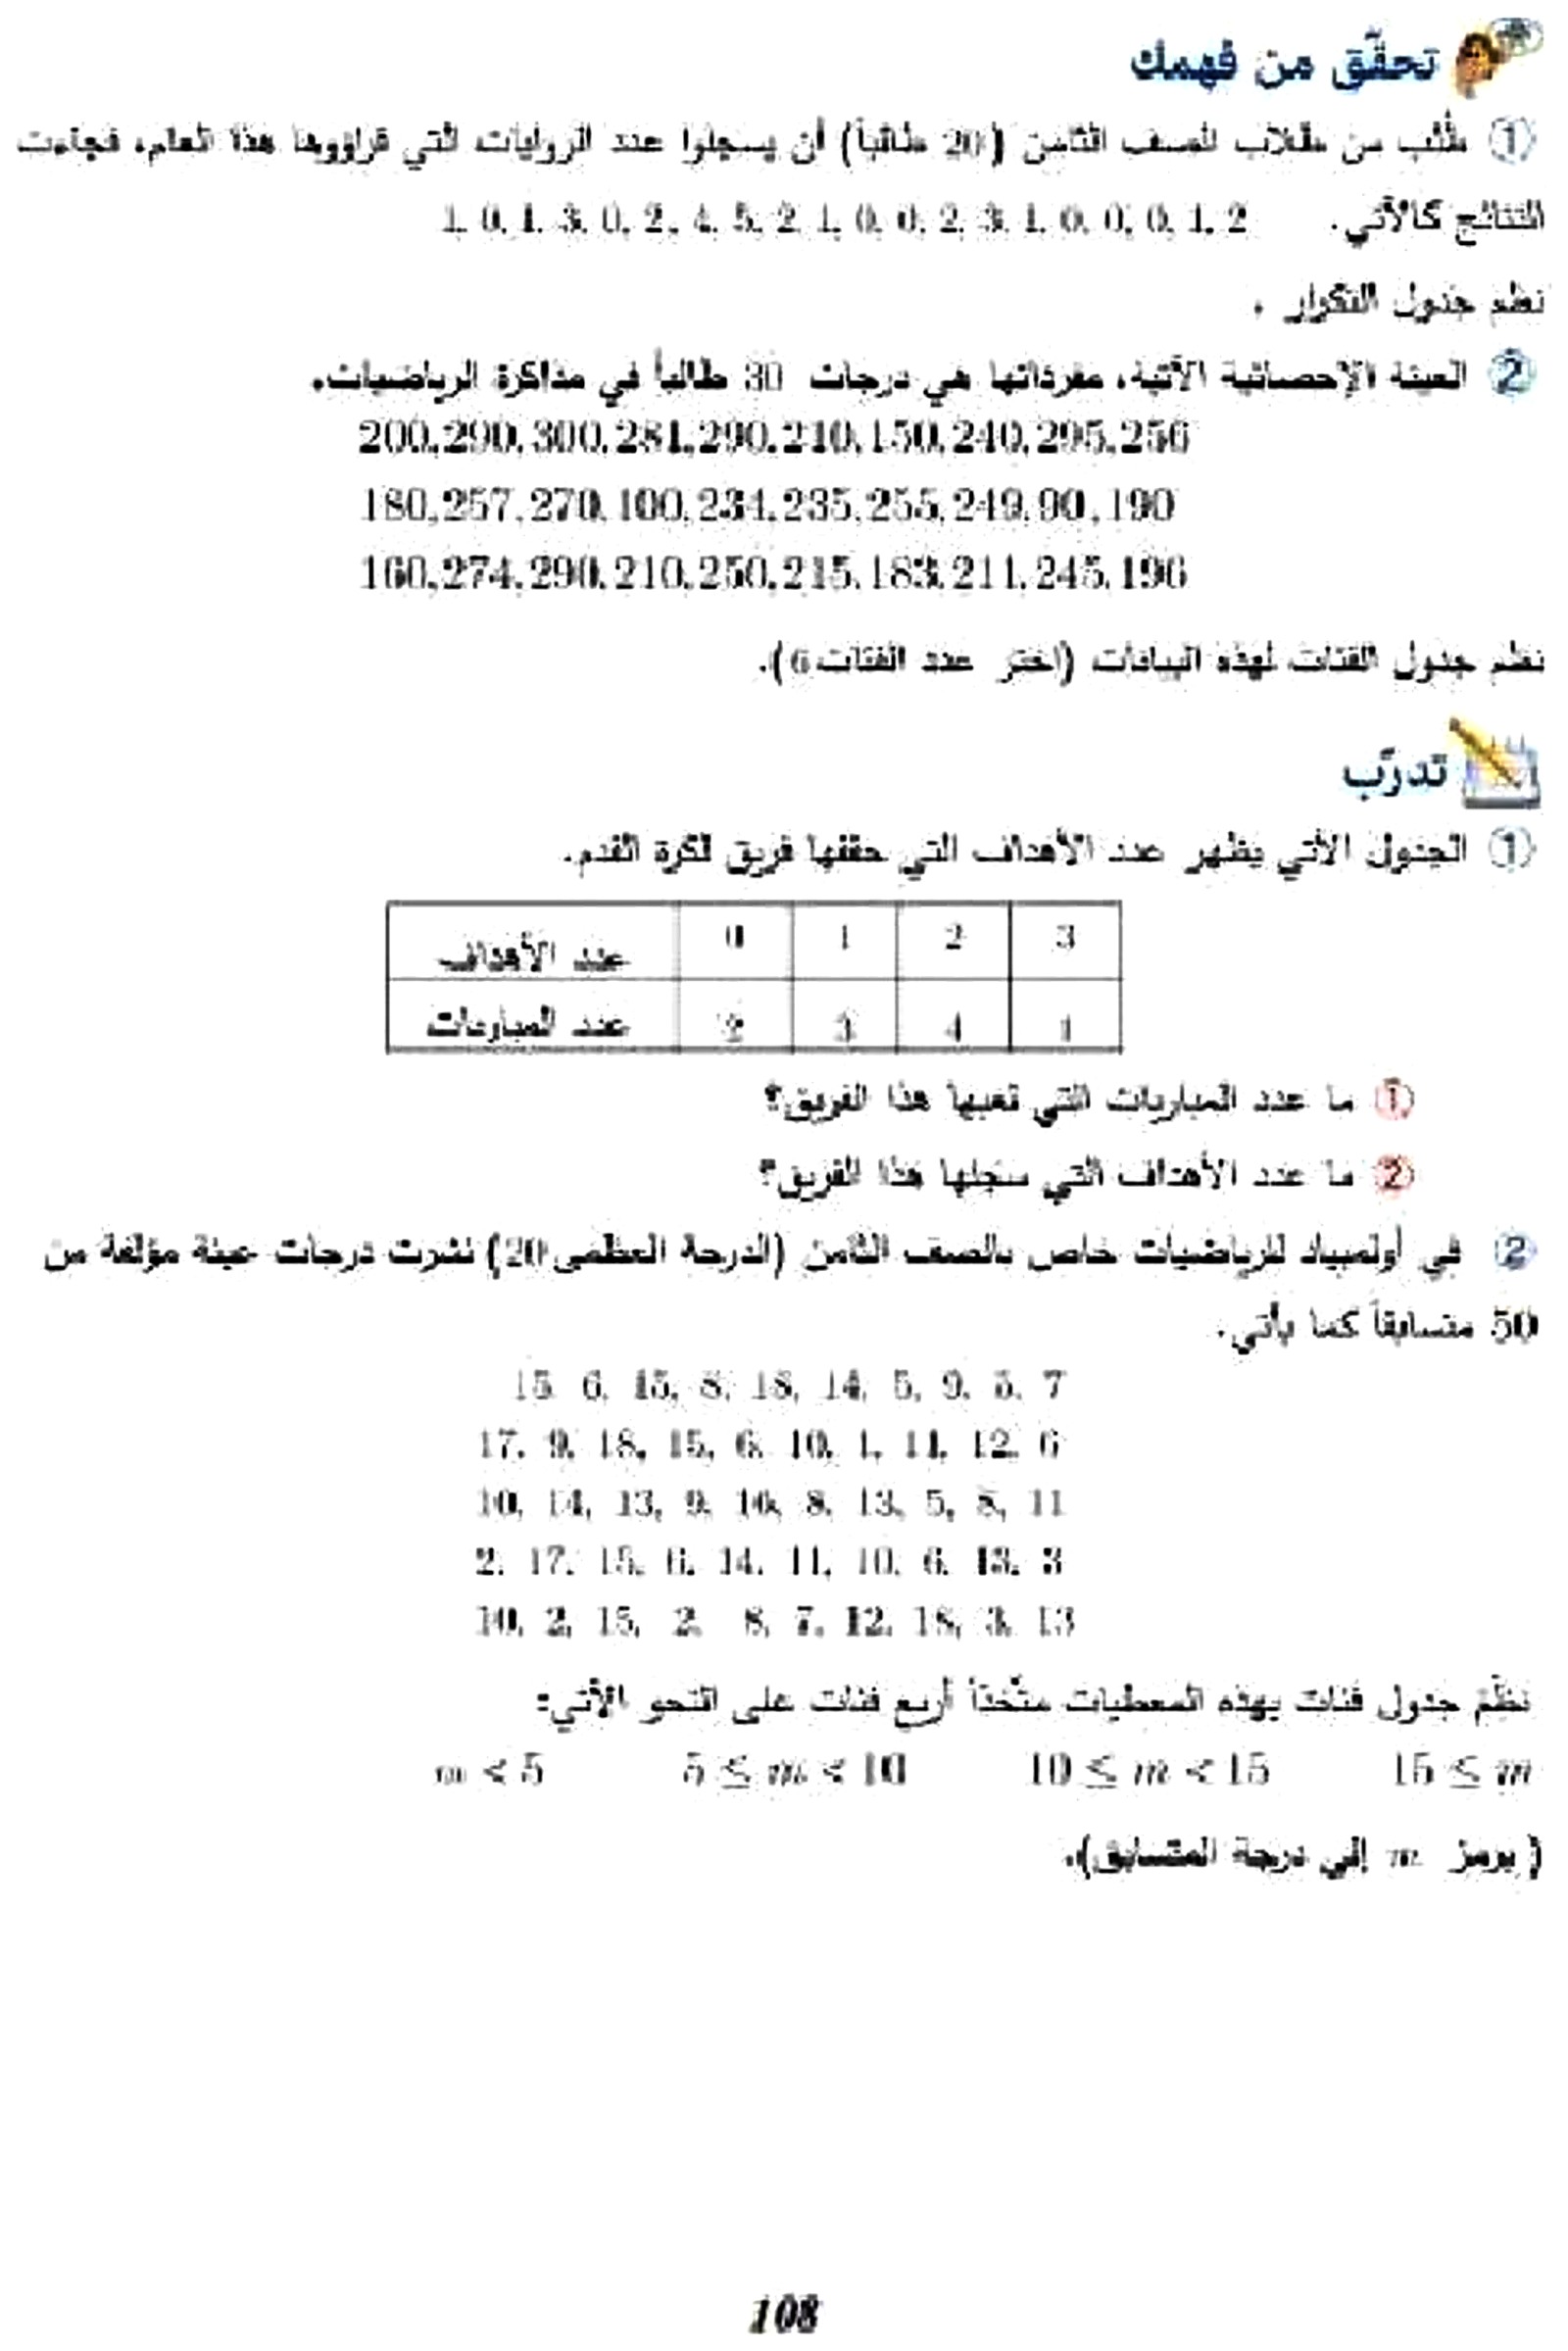 تحقّق من فهمك
① طُلب من طلاب الصف الثامن (20 طالباً) أن يسجلوا عدد الروايات التي قرؤوها هذا العام، فجاءت
النتائج كالآتي. 1, 0, 1, 3, 0, 2, 4, 5, 2, 1, 0, 0, 2, 3, 1, 0, 0, 0, 1, 2
نظم جدول التكرار .
② العينة الإحصائية الآتية، مفرداتها هي درجات 30 طالباً في مذاكرة الرياضيات.
200,290,300,281,290,210,150,240,295,256
180,257,270,100,234,235,255,249,90,190
160,274,290,210,250,215,183,211,245,196
نظم جدول الفئات لهذه البيانات (اختر عدد الفئات 6).
تدرّب
① الجدول الآتي يظهر عدد الأهداف التي حققها فريق لكرة القدم.
عدد الأهداف 0 1 2 3
عدد المباريات 2 3 4 1
① ما عدد المباريات التي لعبها هذا الفريق؟
② ما عدد الأهداف التي سجّلها هذا الفريق؟
② في أولمبياد للرياضيات خاص بالصف الثامن (الدرجة العظمى 20) نشرت درجات عينة مؤلفة من
50 متسابقاً كما يأتي.
15, 6, 15, 8, 18, 14, 5, 9, 5, 7
17, 9, 18, 15, 6, 10, 1, 11, 12, 6
10, 14, 13, 9, 10, 8, 13, 5, 8, 11
2, 17, 15, 6, 14, 11, 10, 6, 13, 3
10, 2, 15, 2, 8, 7, 12, 18, 3, 13
نظّم جدول فئات بهذه المعطيات متّخذاً أربع فئات على النحو الآتي:
m < 5 5 ≤ m < 10 10 ≤ m < 15 15 ≤ m
( يرمز m إلى درجة المتسابق).
108